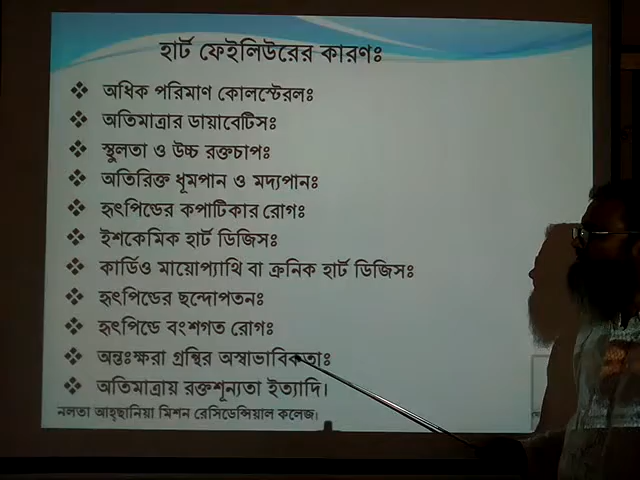 হার্ট ফেইলিউরের কারণঃ
❖ অধিক পরিমাণ কোলস্টেরলঃ
❖ অতিমাত্রার ডায়াবেটিসঃ
❖ স্থুলতা ও উচ্চ রক্তচাপঃ
❖ অতিরিক্ত ধূমপান ও মদ্যপানঃ
❖ হৃৎপিন্ডের কপাটিকার রোগঃ
❖ ইশকেমিক হার্ট ডিজিসঃ
❖ কার্ডিও মায়োপ্যাথি বা ক্রনিক হার্ট ডিজিসঃ
❖ হৃৎপিন্ডের ছন্দোপতনঃ
❖ হৃৎপিন্ডে বংশগত রোগঃ
❖ অন্তঃক্ষরা গ্রন্থির অস্বাভাবিকতাঃ
❖ অতিমাত্রায় রক্তশূন্যতা ইত্যাদি।
নলতা আহ্ছানিয়া মিশন রেসিডেন্সিয়াল কলেজ।